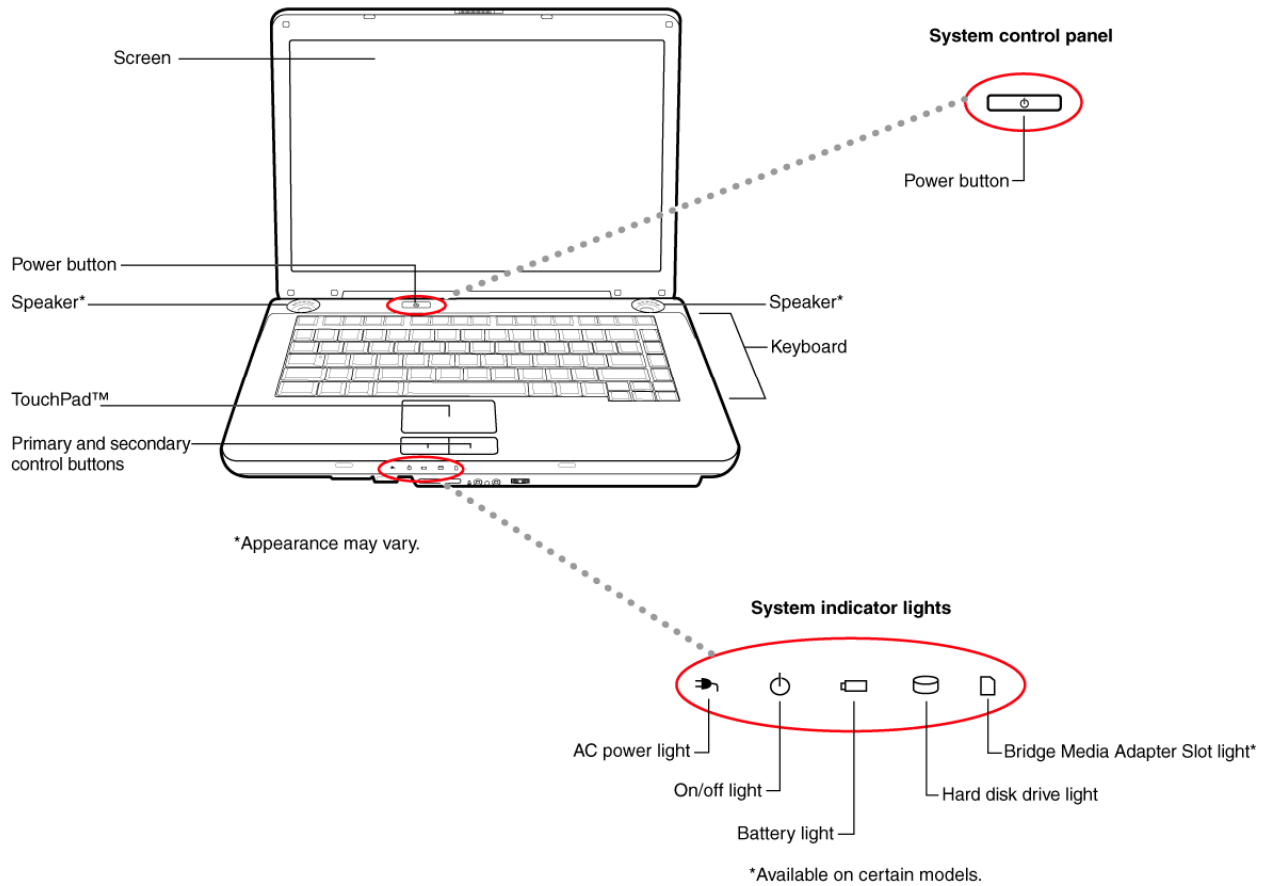 System control panel
Screen
Power button
Power button
Speaker*
Speaker*
Keyboard
TouchPad™
Primary and secondary
control buttons
*Appearance may vary.
System indicator lights
AC power light
Bridge Media Adapter Slot light*
On/off light
Hard disk drive light
Battery light
*Available on certain models.